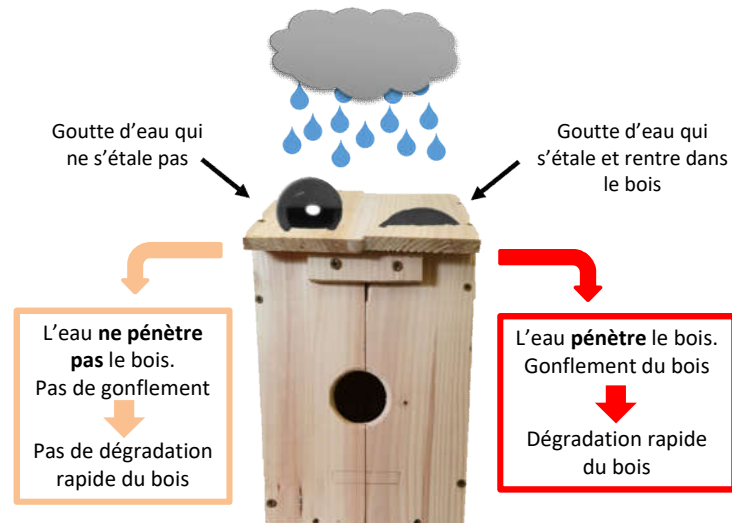 Goutte d'eau qui
ne s'étale pas
Goutte d'eau qui
s'étale et rentre dans
le bois
L'eau ne pénètre
pas le bois.
Pas de gonflement
Pas de dégradation
rapide du bois
L'eau pénètre le bois.
Gonflement du bois
Dégradation rapide
du bois